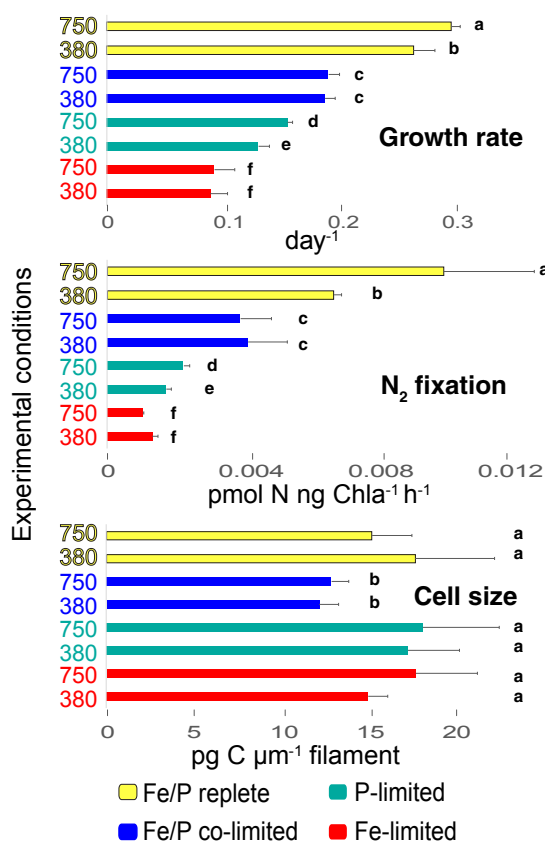 750 a
380 b
750 c
380 c
750 d
380 e
Growth rate
750 f
380 f
0 0.1 0.2 0.3
day⁻¹
Experimental conditions
750 a
380 b
750 c
380 c
750 d
380 e
N₂ fixation
750 f
380 f
0 0.004 0.008 0.012
pmol N ng Chla⁻¹ h⁻¹
750 a
380 a
750 b
380 b
Cell size
750 a
380 a
750 a
380 a
0 5 10 15 20
pg C µm⁻¹ filament
Fe/P replete P-limited
Fe/P co-limited Fe-limited